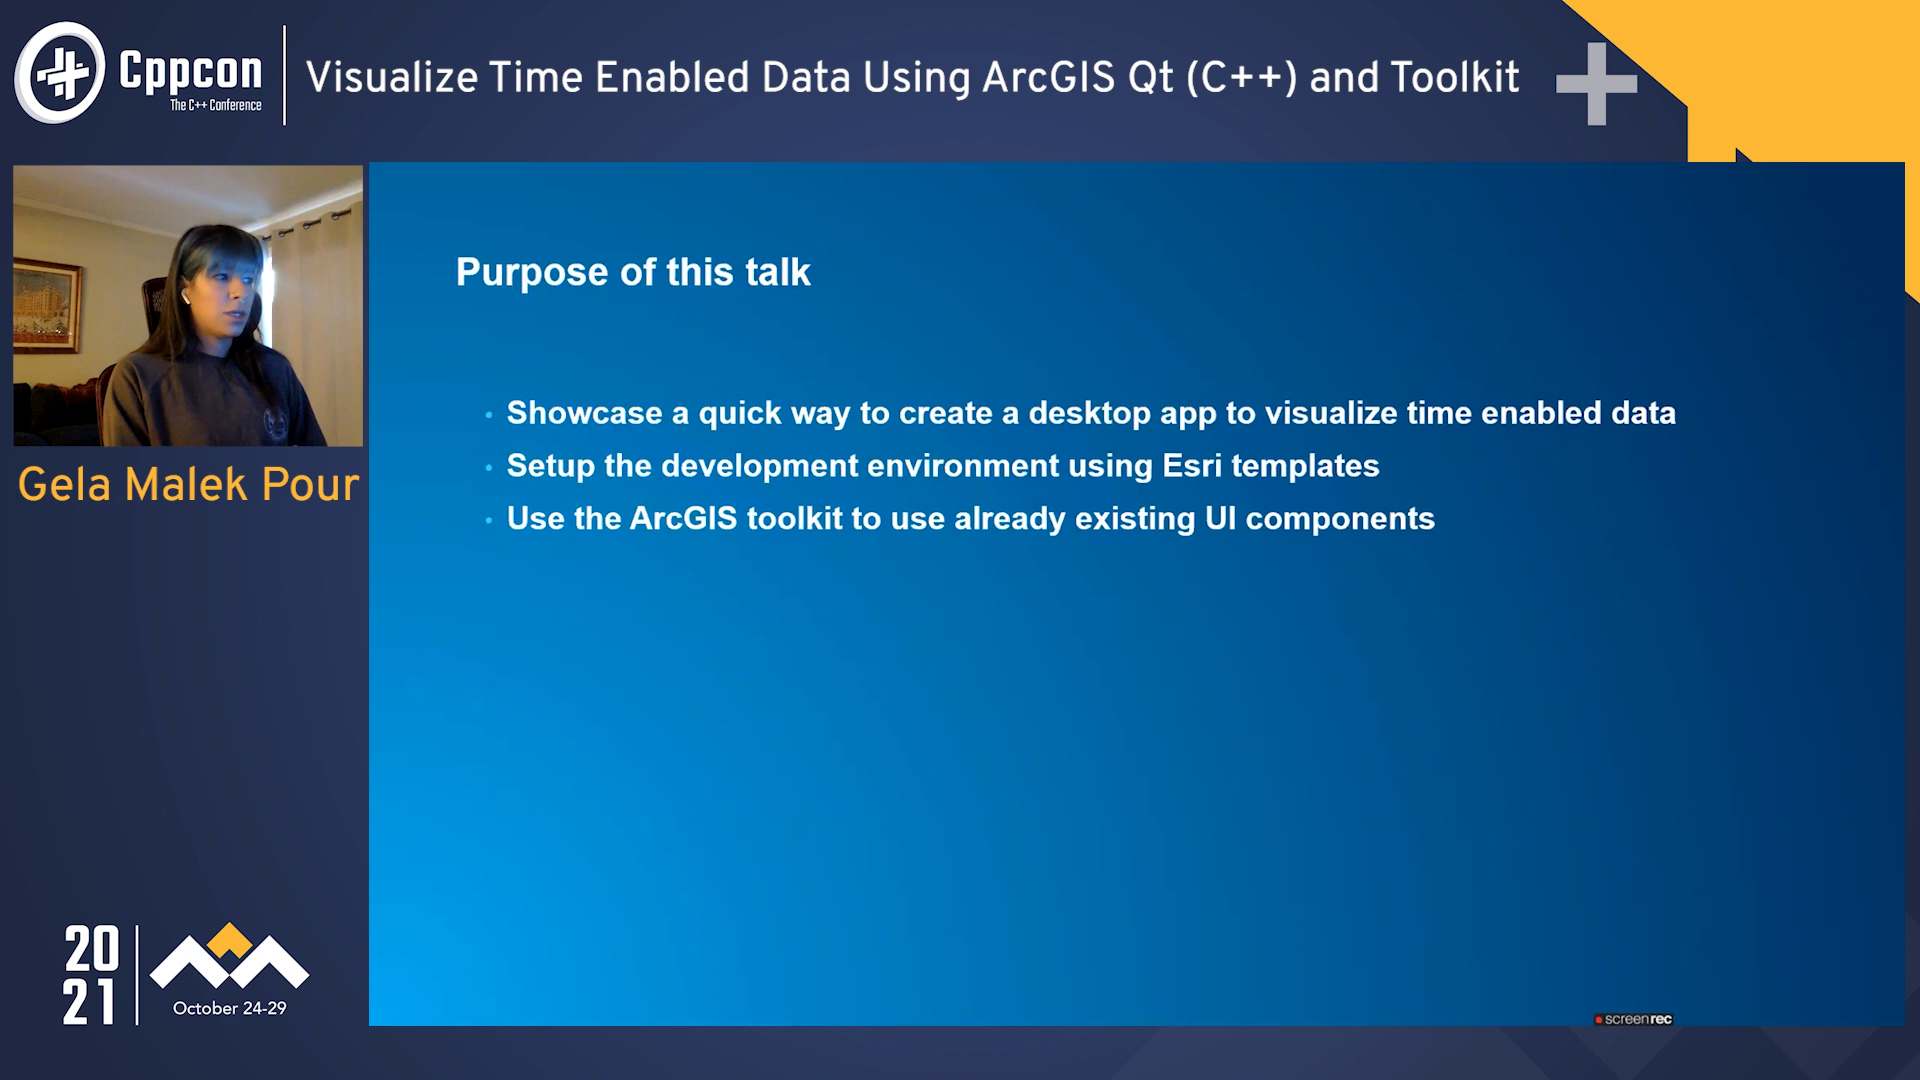 Cppcon
The C++ Conference
Visualize Time Enabled Data Using ArcGIS Qt (C++) and Toolkit
Gela Malek Pour
Purpose of this talk
• Showcase a quick way to create a desktop app to visualize time enabled data
• Setup the development environment using Esri templates
• Use the ArcGIS toolkit to use already existing UI components
20
21
October 24-29
screenrec